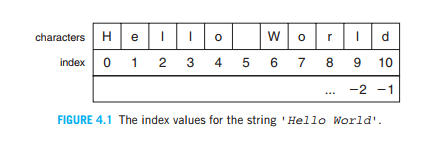 characters H e l l o W o r l d
index 0 1 2 3 4 5 6 7 8 9 10
... −2 −1
FIGURE 4.1 The index values for the string 'Hello World'.